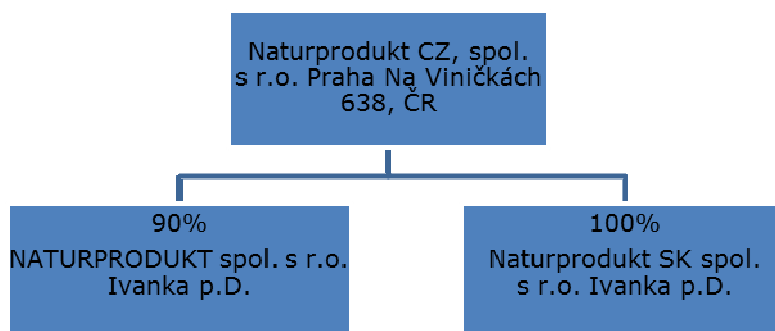 Naturprodukt CZ, spol.
s r.o. Praha Na Viničkách
638, ČR
90%
NATURPRODUKT spol. s r.o.
Ivanka p.D.
100%
Naturprodukt SK spol.
s r.o. Ivanka p.D.